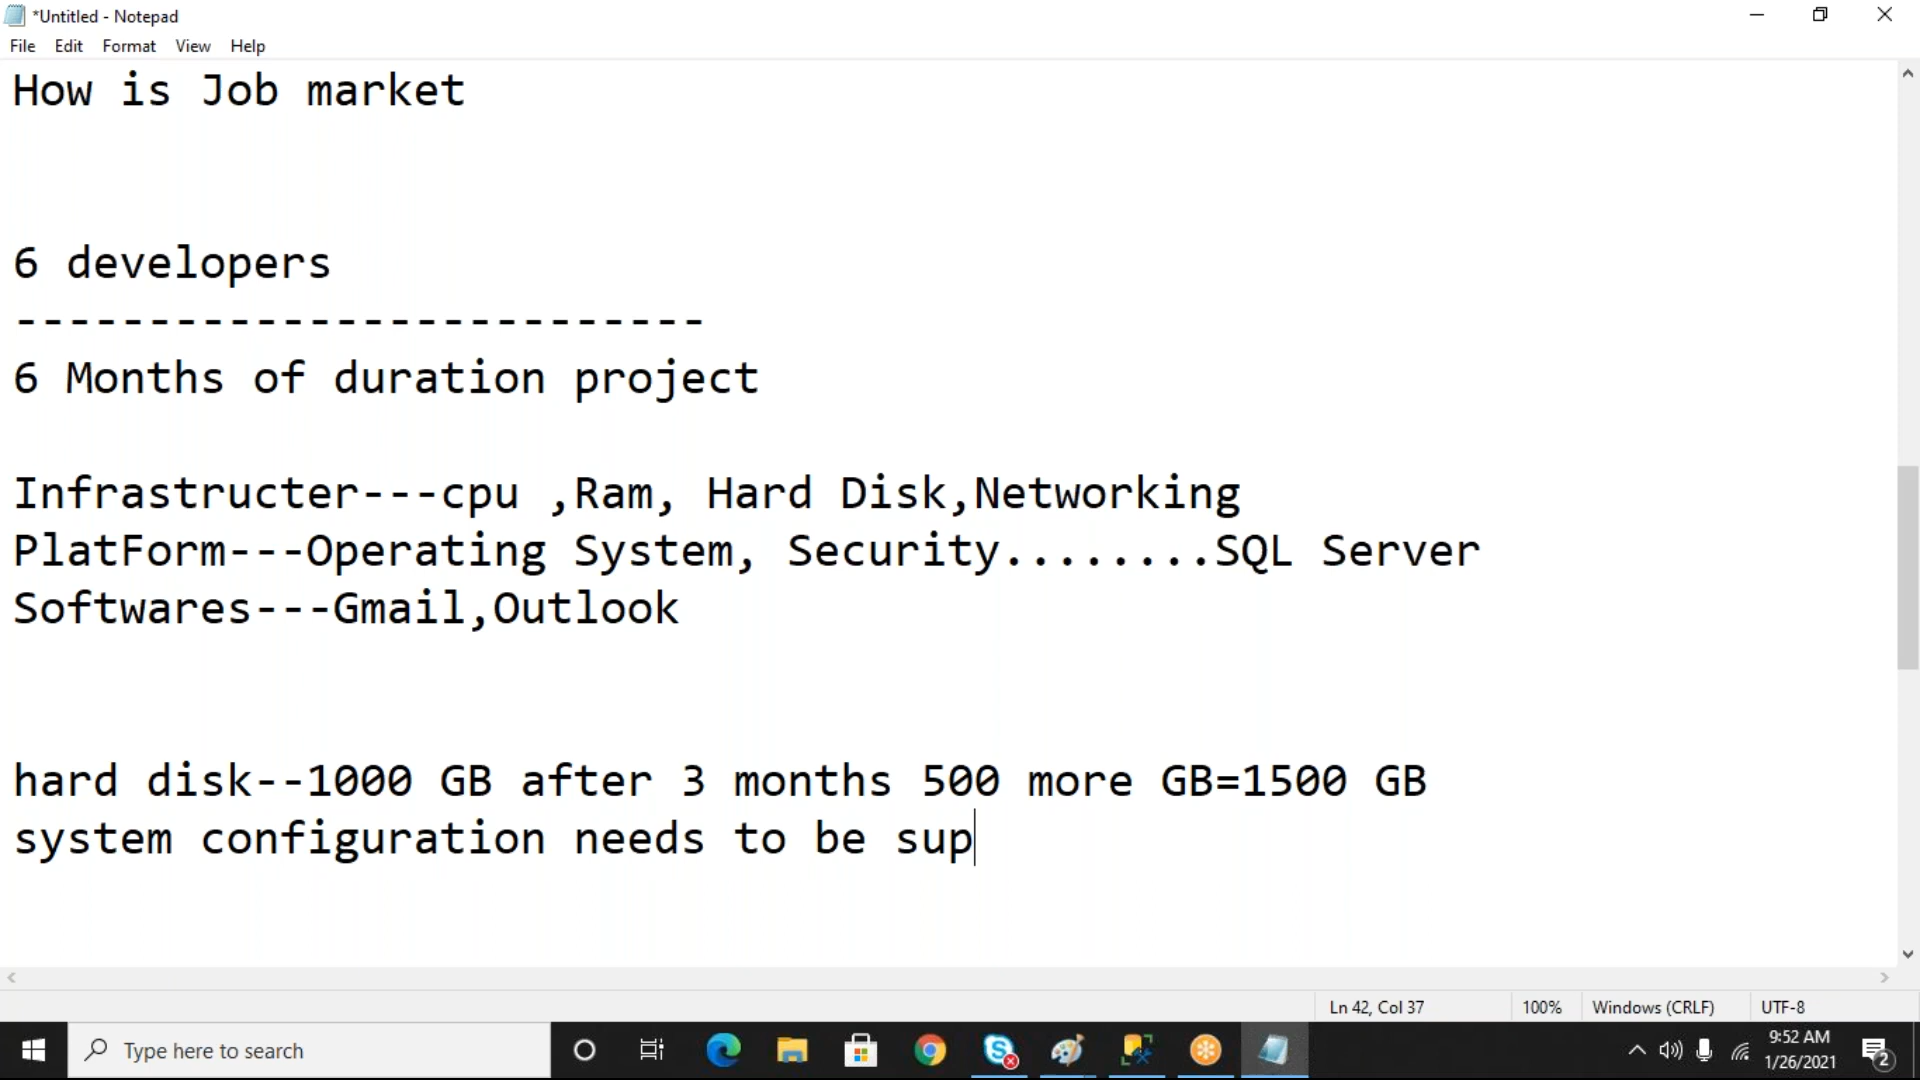 *Untitled - Notepad
File Edit Format View Help
How is Job market
6 developers
--------------------------
6 Months of duration project
Infrastructer---cpu ,Ram, Hard Disk,Networking
PlatForm---Operating System, Security........SQL Server
Softwares---Gmail,Outlook
hard disk--1000 GB after 3 months 500 more GB=1500 GB
system configuration needs to be sup
Ln 42, Col 37 100% Windows (CRLF) UTF-8
Type here to search
9:52 AM
1/26/2021
2